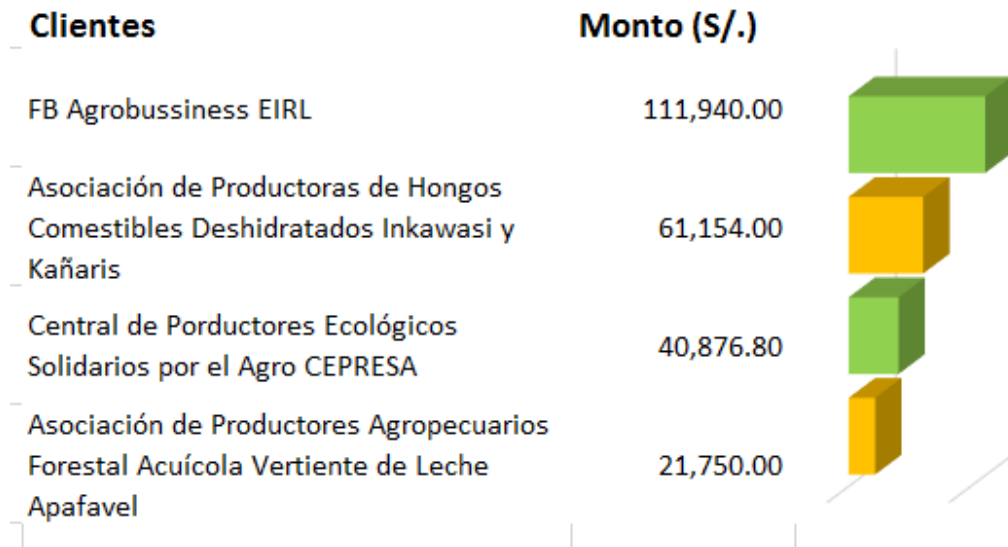 Clientes Monto (S/.)
FB Agrobussiness EIRL 111,940.00
Asociación de Productoras de Hongos
Comestibles Deshidratados Inkawasi y 61,154.00
Kañaris
Central de Porductores Ecológicos
Solidarios por el Agro CEPRESA 40,876.80
Asociación de Productores Agropecuarios
Forestal Acuícola Vertiente de Leche 21,750.00
Apafavel